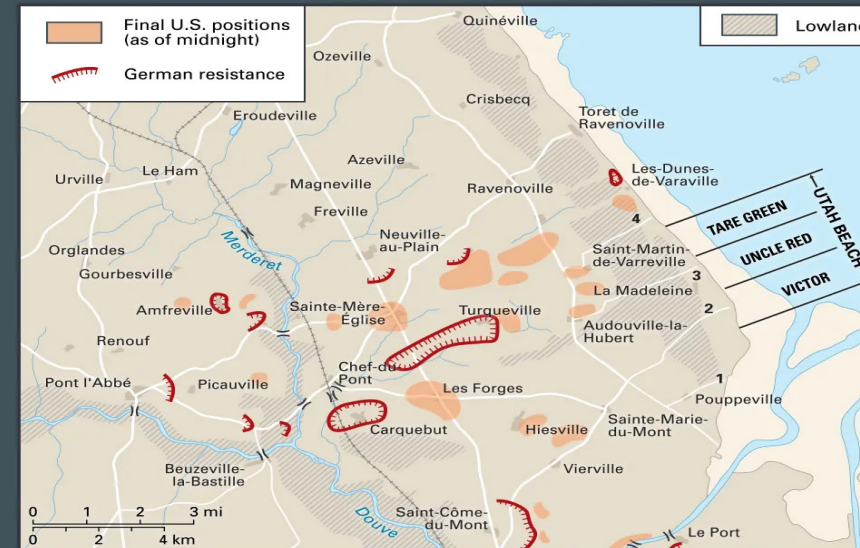 Final U.S. positions
(as of midnight)
German resistance
Lowlan
Quinéville
Ozeville
Crisbecq
Eroudeville
Toret de
Ravenoville
Azeville
Le Ham
Urville
Magneville
Ravenoville
Les-Dunes-
de-Varaville
Freville
4
TARE GREEN
UTAH BEACH
Neuville-
au-Plain
Merderet
Orglandes
Gourbesville
Saint-Martin-
de-Varreville
UNCLE RED
3
La Madeleine
VICTOR
Amfreville
Sainte-Mère-
Église
Turqueville
2
Audouville-la-
Hubert
Renouf
Chef-du-
Pont
Pont l'Abbé
Picauville
Les Forges
1
Pouppeville
Carquebut
Hiesville
Sainte-Marie-
du-Mont
Beuzeville-
la-Bastille
Vierville
0 1 2 3 mi
0 2 4 km
Douve
Saint-Côme-
du-Mont
Le Port